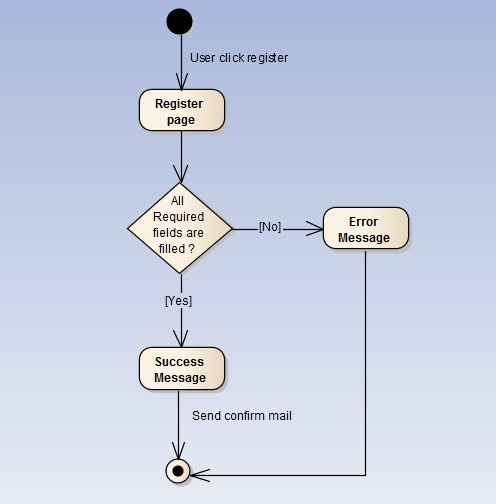 User click register
Register
page
All
Required
fields are
filled ?
[No]
Error
Message
[Yes]
Success
Message
Send confirm mail